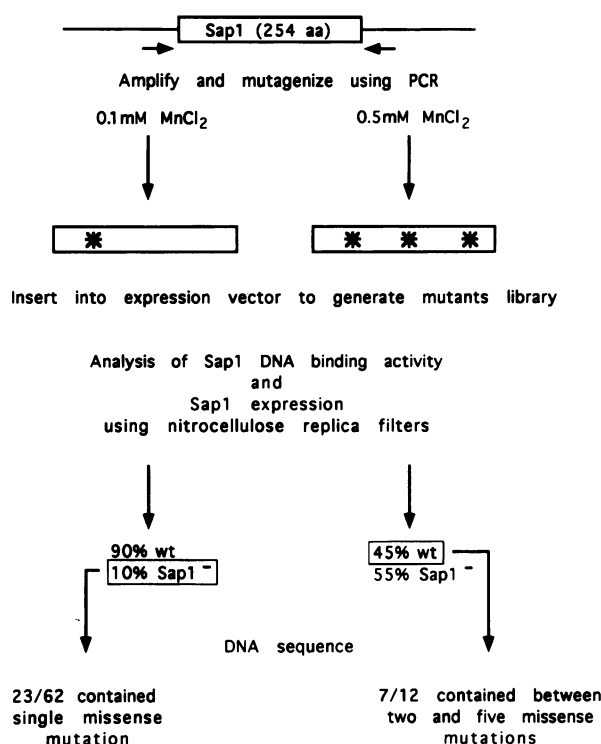 Sap1 (254 aa)
Amplify and mutagenize using PCR
0.1mM MnCl2 0.5mM MnCl2
Insert into expression vector to generate mutants library
Analysis of Sap1 DNA binding activity
and
Sap1 expression
using nitrocellulose replica filters
90% wt
10% Sap1 -
45% wt
55% Sap1 -
DNA sequence
23/62 contained
single missense
mutation
7/12 contained between
two and five missense
mutations